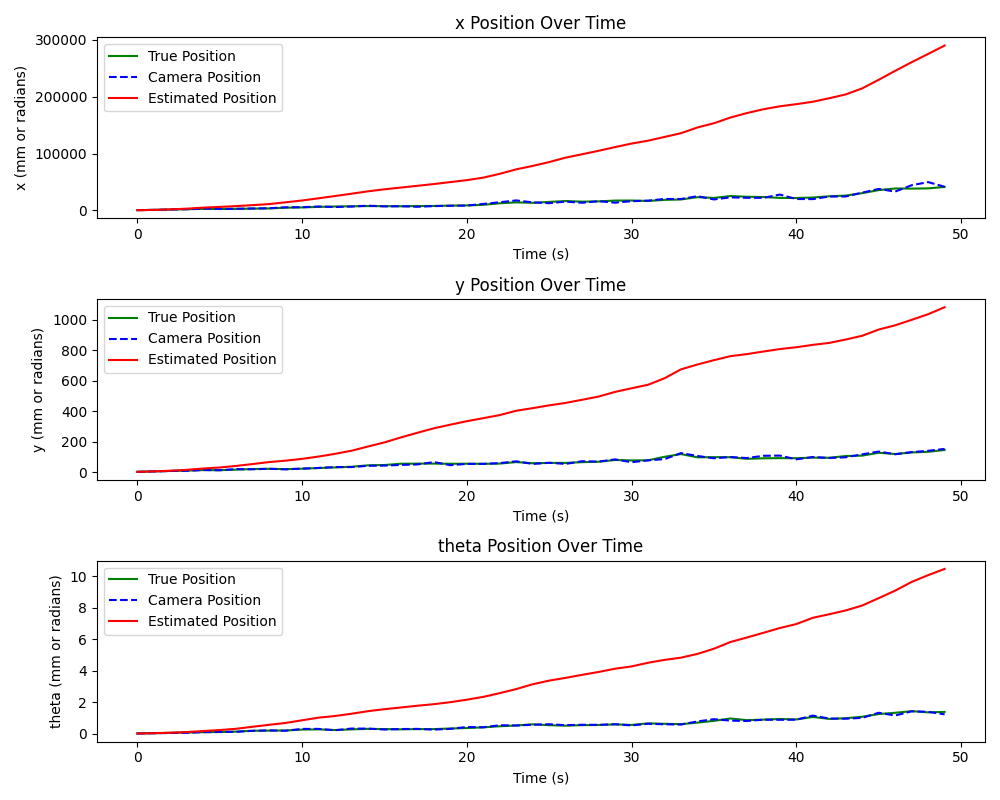 x Position Over Time
x (mm or radians)
300000
200000
100000
0
True Position
Camera Position
Estimated Position
0 10 20 30 40 50
Time (s)
y Position Over Time
y (mm or radians)
1000
800
600
400
200
0
True Position
Camera Position
Estimated Position
0 10 20 30 40 50
Time (s)
theta Position Over Time
theta (mm or radians)
10
8
6
4
2
0
True Position
Camera Position
Estimated Position
0 10 20 30 40 50
Time (s)